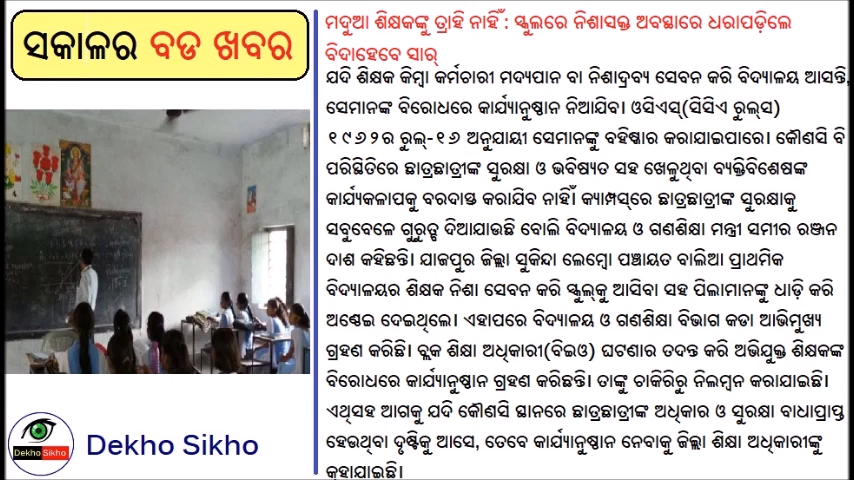 ସକାଳର ବଡ ଖବର
ମଦୁଆ ଶିକ୍ଷକଙ୍କୁ ତ୍ରାହି ନାହିଁ : ସ୍କୁଲରେ ନିଶାସକ୍ତ ଅବସ୍ଥାରେ ଧରାପଡ଼ିଲେ
ବିଦାହେବେ ସାର୍
ଯଦି ଶିକ୍ଷକ କିମ୍ବା କର୍ମଚାରୀ ମଦ୍ୟପାନ ବା ନିଶାଦ୍ରବ୍ୟ ସେବନ କରି ବିଦ୍ୟାଳୟ ଆସନ୍ତି,
ସେମାନଙ୍କ ବିରୋଧରେ କାର୍ଯ୍ୟାନୁଷ୍ଠାନ ନିଆଯିବ। ଓସିଏସ୍(ସିସିଏ ରୁଲ୍‌ସ)
୧୯୬୨ର ରୁଲ୍-୧୬ ଅନୁଯାୟୀ ସେମାନଙ୍କୁ ବହିଷ୍କାର କରାଯାଇପାରେ। କୌଣସି ବି
ପରିସ୍ଥିତିରେ ଛାତ୍ରଛାତ୍ରୀଙ୍କ ସୁରକ୍ଷା ଓ ଭବିଷ୍ୟତ ସହ ଖେଳୁଥିବା ବ୍ୟକ୍ତିବିଶେଷଙ୍କ
କାର୍ଯ୍ୟକଳାପକୁ ବରଦାସ୍ତ କରାଯିବ ନାହିଁ। କ୍ୟାମ୍ପସ୍‌ରେ ଛାତ୍ରଛାତ୍ରୀଙ୍କ ସୁରକ୍ଷାକୁ
ସବୁବେଳେ ଗୁରୁତ୍ବ ଦିଆଯାଉଛି ବୋଲି ବିଦ୍ୟାଳୟ ଓ ଗଣଶିକ୍ଷା ମନ୍ତ୍ରୀ ସମୀର ରଞ୍ଜନ
ଦାଶ କହିଛନ୍ତି। ଯାଜପୁର ଜିଲ୍ଲା ସୁକିନ୍ଦା ଲେମ୍ବୋ ପଞ୍ଚାୟତ ବାଲିଆ ପ୍ରାଥମିକ
ବିଦ୍ୟାଳୟର ଶିକ୍ଷକ ନିଶା ସେବନ କରି ସ୍କୁଲ୍‌କୁ ଆସିବା ସହ ପିଲାମାନଙ୍କୁ ଧାଡ଼ି କରି
ଅଣ୍ଠେଇ ଦେଇଥିଲେ। ଏହାପରେ ବିଦ୍ୟାଳୟ ଓ ଗଣଶିକ୍ଷା ବିଭାଗ କଡା ଆଭିମୁଖ୍ୟ
ଗ୍ରହଣ କରିଛି। ବ୍ଲକ ଶିକ୍ଷା ଅଧିକାରୀ(ବିଇଓ) ଘଟଣାର ତଦନ୍ତ କରି ଅଭିଯୁକ୍ତ ଶିକ୍ଷକଙ୍କ
ବିରୋଧରେ କାର୍ଯ୍ୟାନୁଷ୍ଠାନ ଗ୍ରହଣ କରିଛନ୍ତି। ତାଙ୍କୁ ଚାକିରିରୁ ନିଲମ୍ବନ କରାଯାଇଛି।
ଏଥିସହ ଆଗକୁ ଯଦି କୌଣସି ସ୍ଥାନରେ ଛାତ୍ରଛାତ୍ରୀଙ୍କ ଅଧିକାର ଓ ସୁରକ୍ଷା ବାଧାପ୍ରାପ୍ତ
ହେଉଥିବା ଦୃଷ୍ଟିକୁ ଆସେ, ତେବେ କାର୍ଯ୍ୟାନୁଷ୍ଠାନ ନେବାକୁ ଜିଲ୍ଲା ଶିକ୍ଷା ଅଧିକାରୀଙ୍କୁ
କୁହାଯାଇଛି।
Dekho Sikho
Dekho Sikho